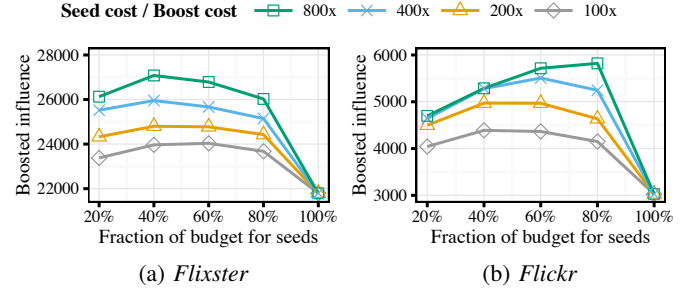 Seed cost / Boost cost 800x 400x 200x 100x
Boosted influence
28000
26000
24000
22000
20% 40% 60% 80% 100%
Fraction of budget for seeds
(a) Flixster
Boosted influence
6000
5000
4000
3000
20% 40% 60% 80% 100%
Fraction of budget for seeds
(b) Flickr